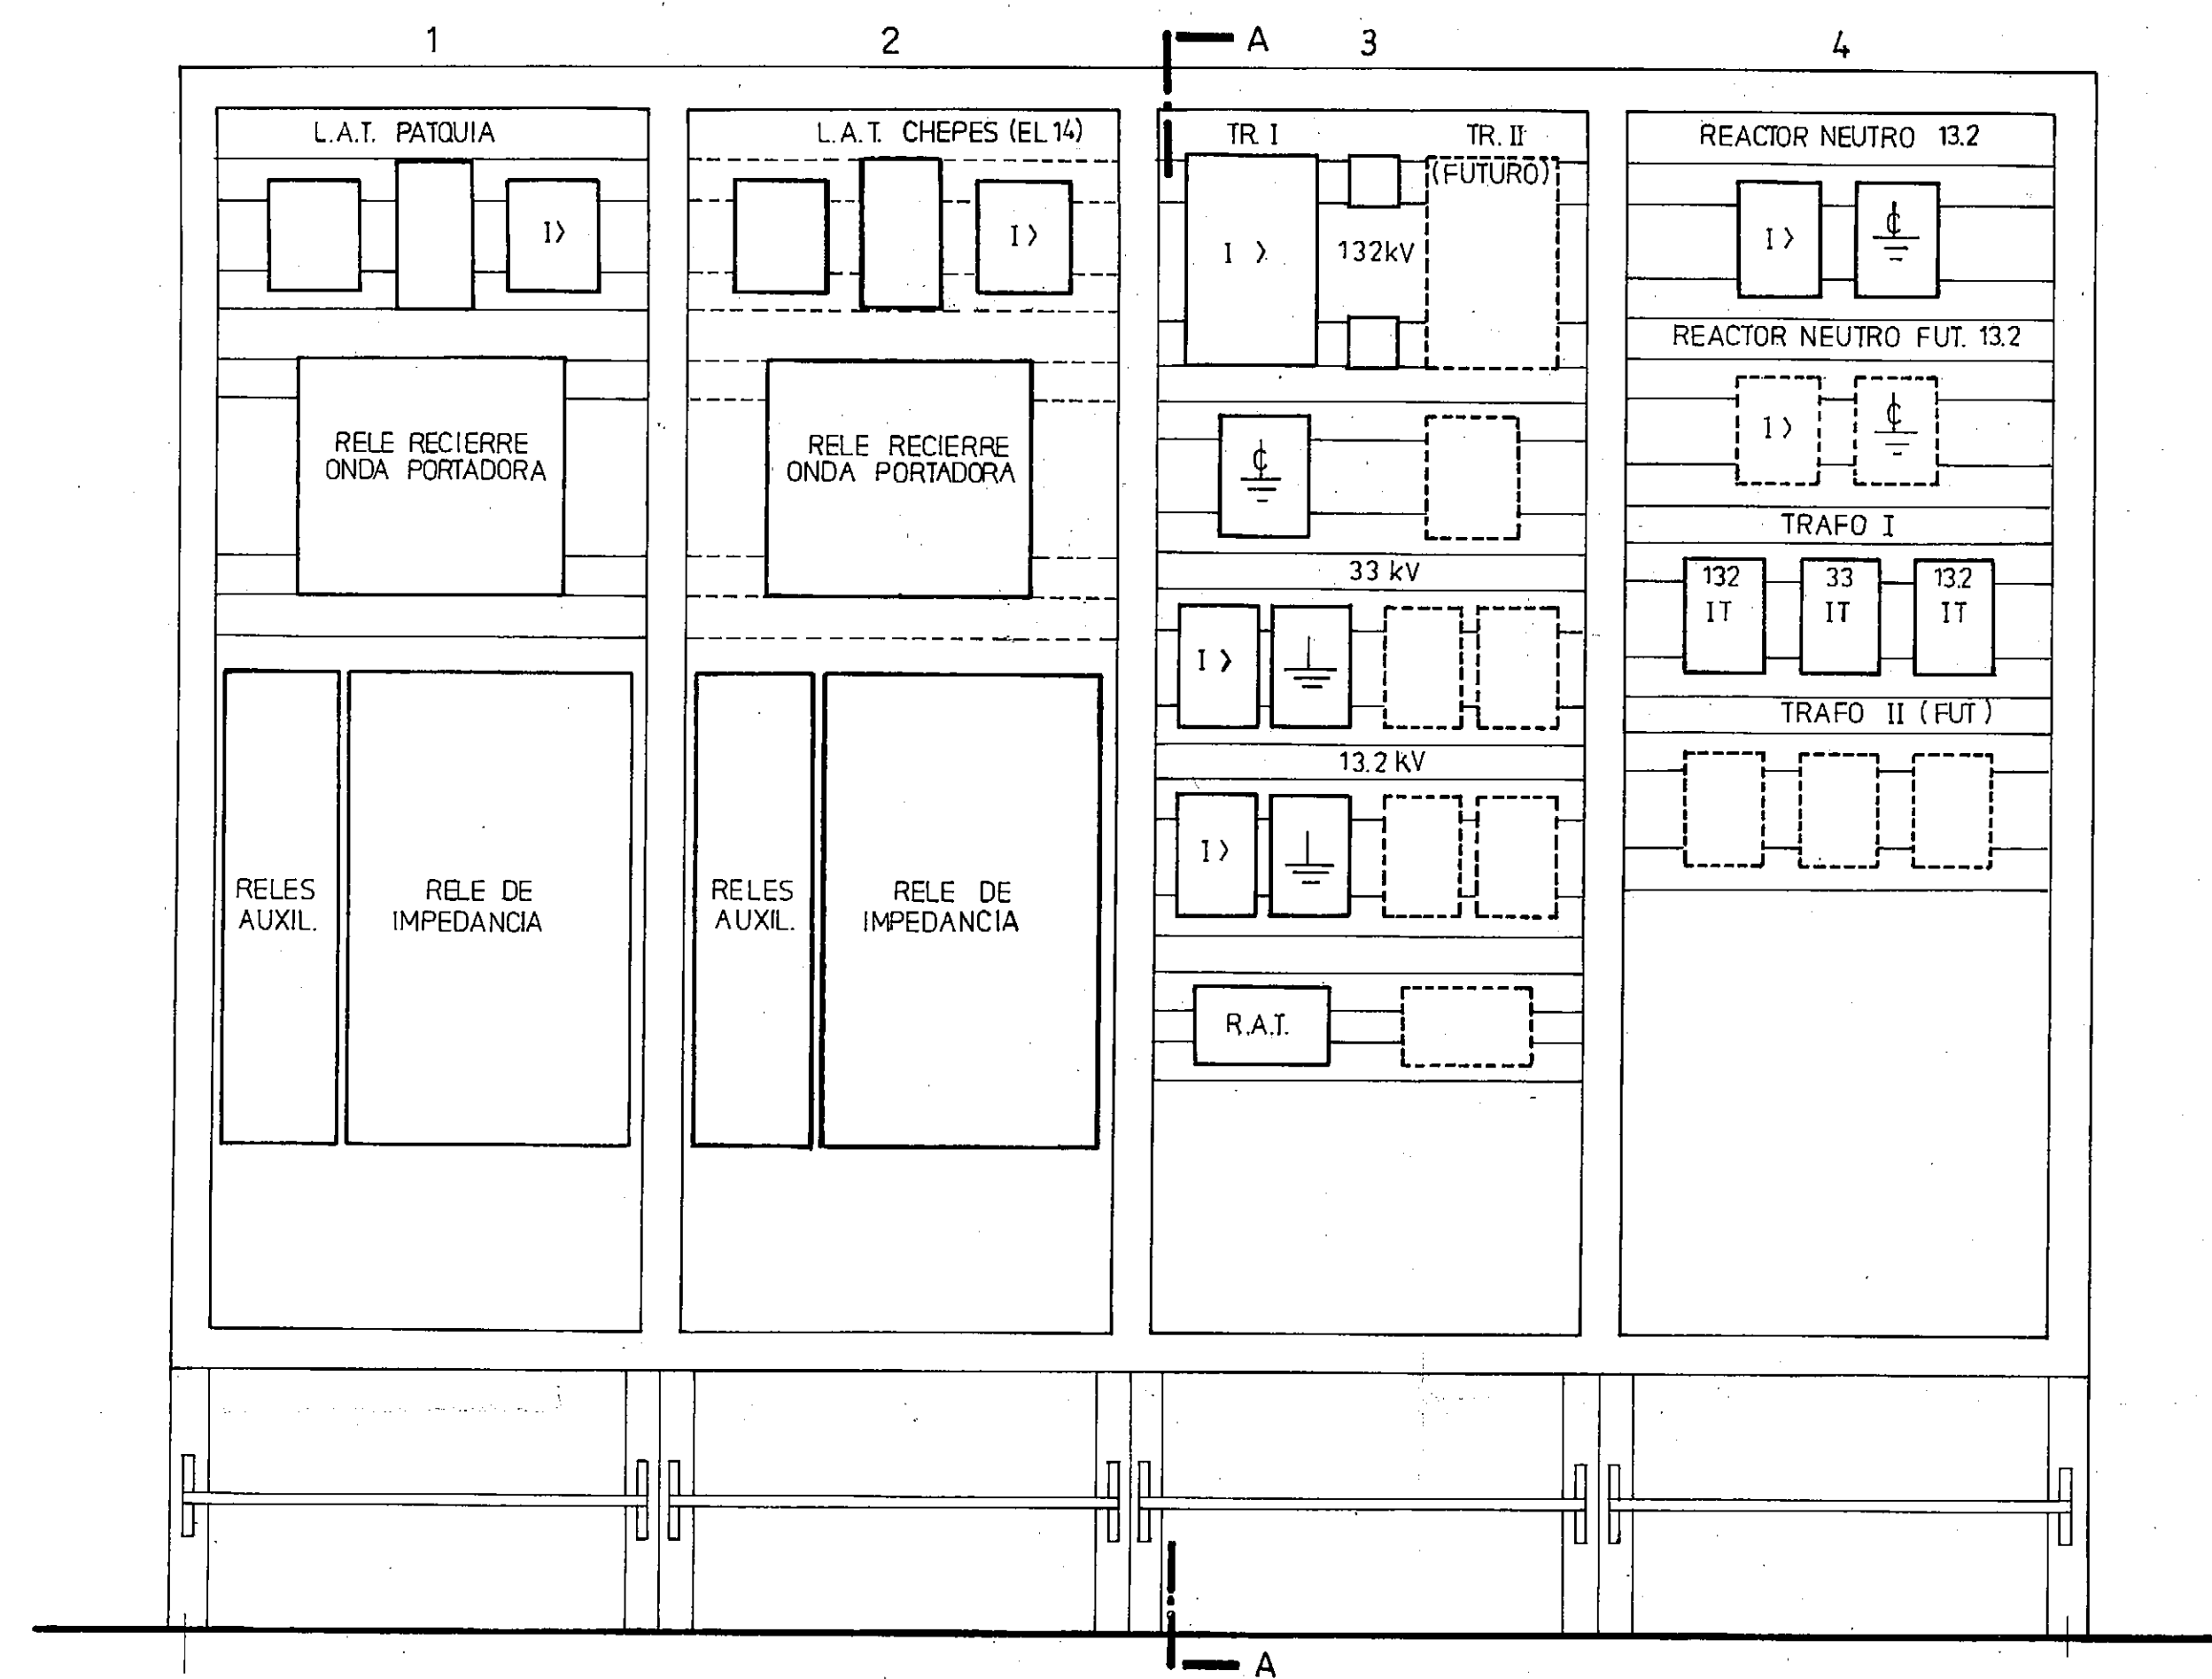 1
2
A
3
4
L.A.T. PATQUIA
I>
RELE RECIERRE
ONDA PORTADORA
RELES
AUXIL.
RELE DE
IMPEDANCIA
L.A.T. CHEPES (EL 14)
I>
RELE RECIERRE
ONDA PORTADORA
RELES
AUXIL.
RELE DE
IMPEDANCIA
TR. I
TR. II
(FUTURO)
I >
132kV
33 kV
I >
13.2 kV
I >
R.A.T.
REACTOR NEUTRO 13.2
I >
REACTOR NEUTRO FUT. 13.2
I >
TRAFO I
132
IT
33
IT
13.2
IT
TRAFO II (FUT)
A